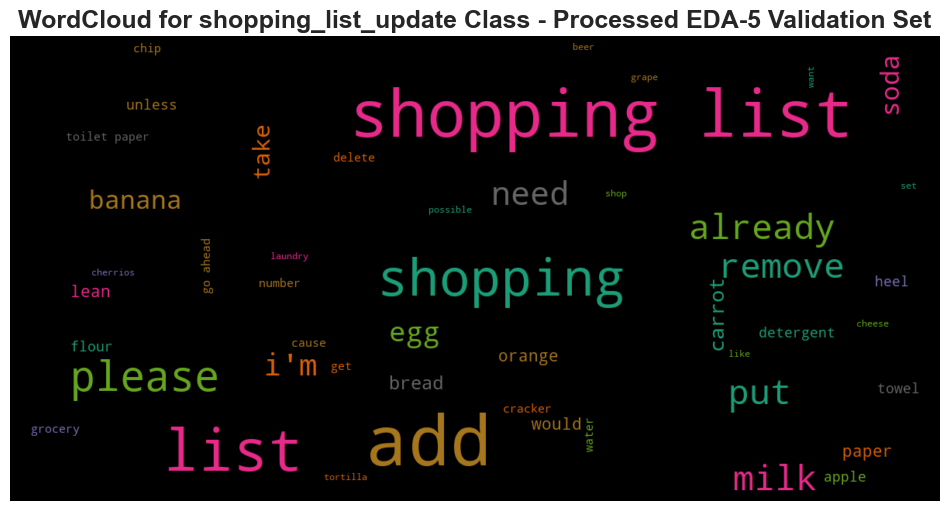 WordCloud for shopping_list_update Class - Processed EDA-5 Validation Set
chip
beer
want
soda
grape
unless
shopping list
toilet paper
take
delete
need
shop
set
banana
possible
already
go ahead
laundry
cherrios
number
shopping
remove
heel
lean
carrot
cheese
flour
cause
egg
detergent
like
orange
please
i'm
get
bread
put
towel
grocery
list
add
cracker
would
water
paper
tortilla
milk
apple